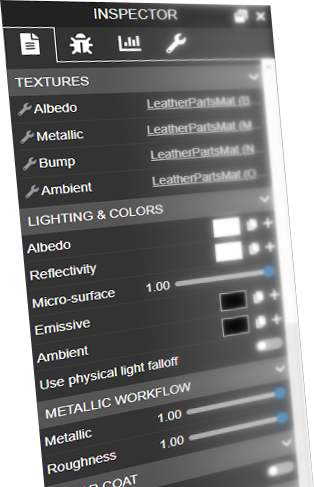 INSPECTOR
TEXTURES
Albedo LeatherPartsMat (B
Metallic LeatherPartsMat (M
Bump LeatherPartsMat (N
Ambient LeatherPartsMat (O
LIGHTING & COLORS
Albedo
Reflectivity
Micro-surface 1.00
Emissive
Ambient
Use physical light falloff
METALLIC WORKFLOW
Metallic 1.00
Roughness 1.00
COAT